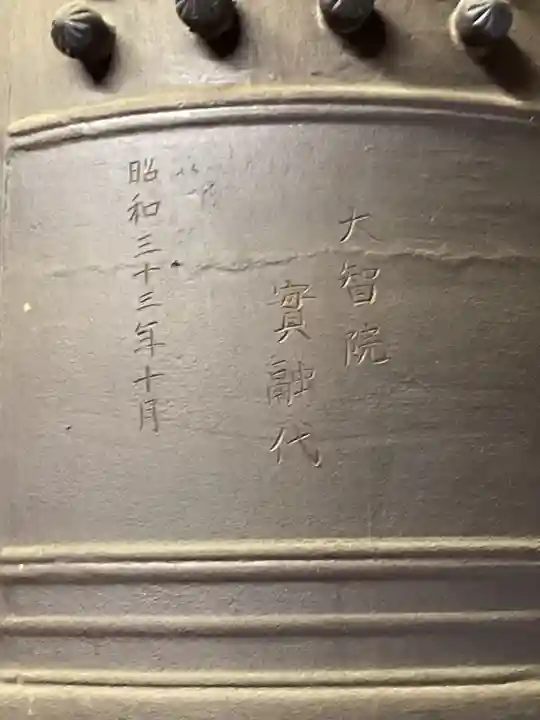 大智院
實融代
昭和三十三年十月